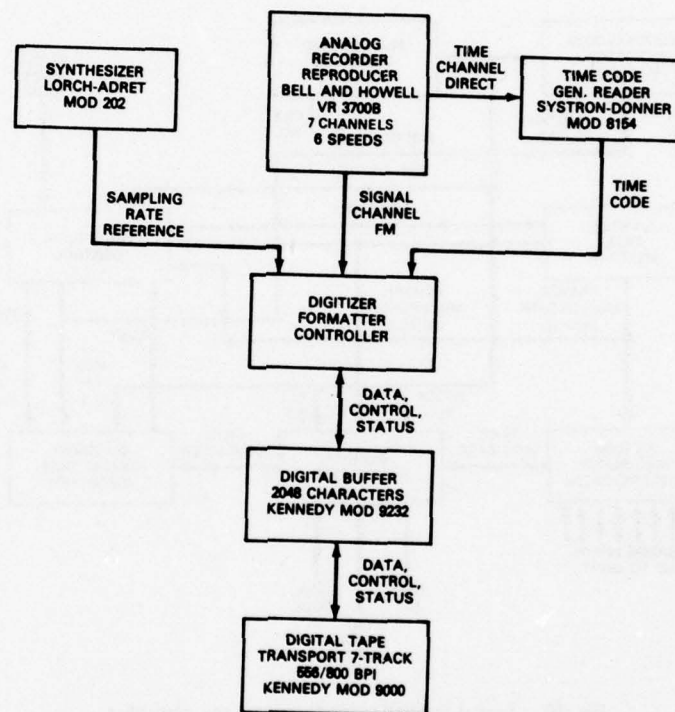 SYNTHESIZER
LORCH-ADRET
MOD 202
ANALOG
RECORDER
REPRODUCER
BELL AND HOWELL
VR 3700B
7 CHANNELS
6 SPEEDS
TIME
CHANNEL
DIRECT
TIME CODE
GEN. READER
SYSTRON-DONNER
MOD 8154
SAMPLING
RATE
REFERENCE
SIGNAL
CHANNEL
FM
TIME
CODE
DIGITIZER
FORMATTER
CONTROLLER
DATA,
CONTROL,
STATUS
DIGITAL BUFFER
2048 CHARACTERS
KENNEDY MOD 9232
DATA,
CONTROL,
STATUS
DIGITAL TAPE
TRANSPORT 7-TRACK
556/800 BPI
KENNEDY MOD 9000